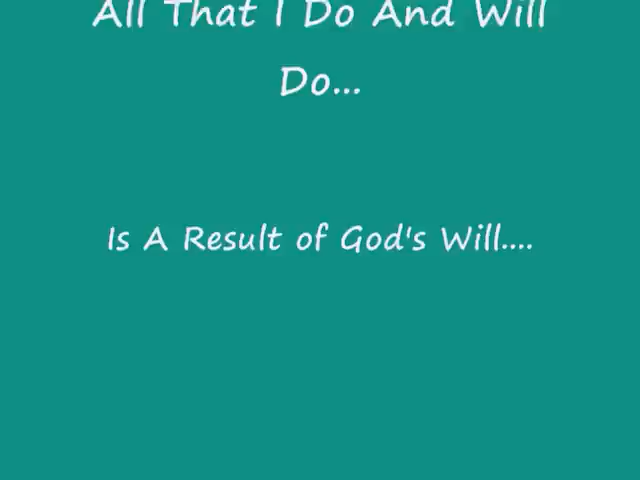 All That I Do And Will
Do...
Is A Result of God's Will....